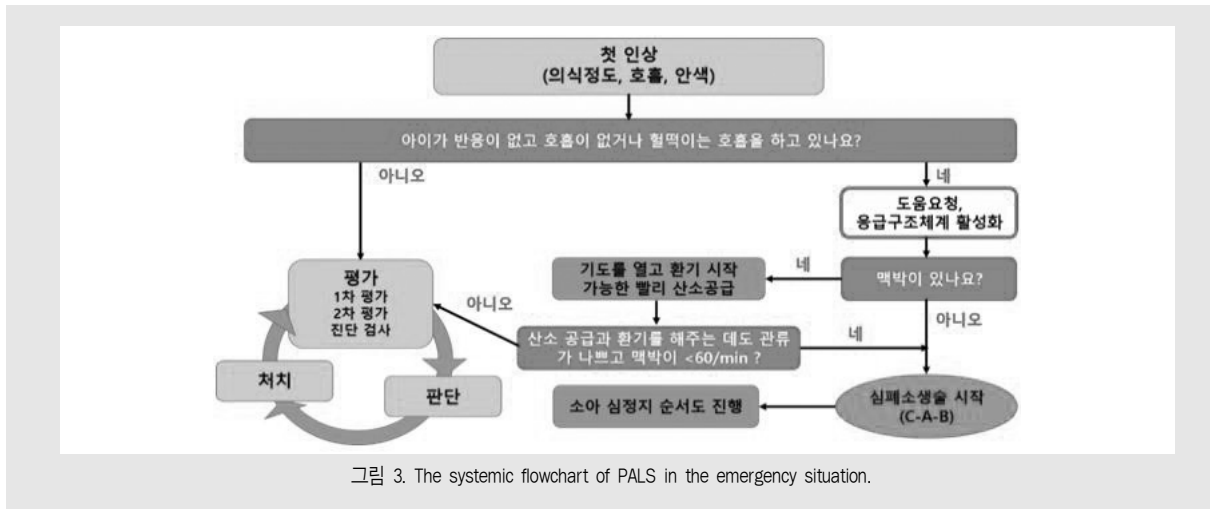 첫 인상
(의식정도, 호흡, 안색)
아이가 반응이 없고 호흡이 없거나 헐떡이는 호흡을 하고 있나요?
아니오
네
도움요청,
응급구조체계 활성화
맥박이 있나요?
네
기도를 열고 환기 시작
가능한 빨리 산소공급
아니오
산소 공급과 환기를 해주는 데도 관류
가 나쁘고 맥박이 <60/min ?
네
아니오
평가
1차 평가
2차 평가
진단 검사
판단
처치
심폐소생술 시작
(C-A-B)
소아 심정지 순서도 진행
그림 3. The systemic flowchart of PALS in the emergency situation.